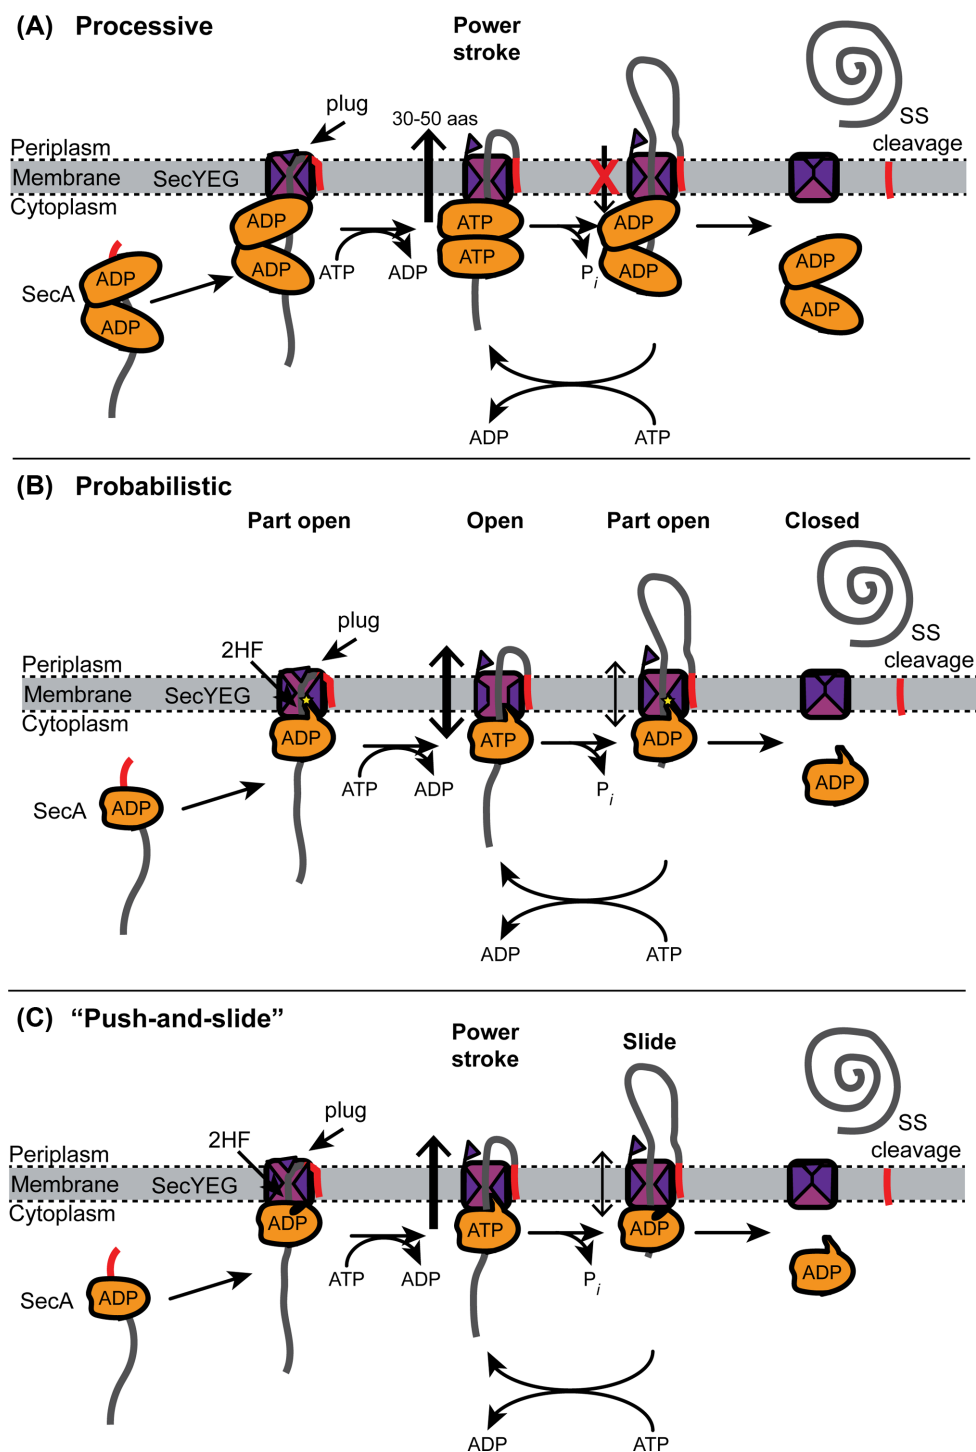 (A) Processive
Power
stroke
plug
30-50 aas
SS
cleavage
Periplasm
Membrane
SecYEG
Cytoplasm
ADP
ADP
ATP
ATP
ADP
ADP
ATP
ADP
Pi
SecA
ADP
ADP
ADP
ADP
ADP
ATP
(B) Probabilistic
Part open
Open
Part open
Closed
plug
2HF
SS
cleavage
Periplasm
Membrane
SecYEG
Cytoplasm
ADP
ATP
ADP
ATP
ADP
Pi
SecA
ADP
ADP
ADP
ATP
(C) “Push-and-slide”
Power
stroke
Slide
plug
2HF
SS
cleavage
Periplasm
Membrane
SecYEG
Cytoplasm
ADP
ATP
ADP
ATP
ADP
Pi
SecA
ADP
ADP
ADP
ATP